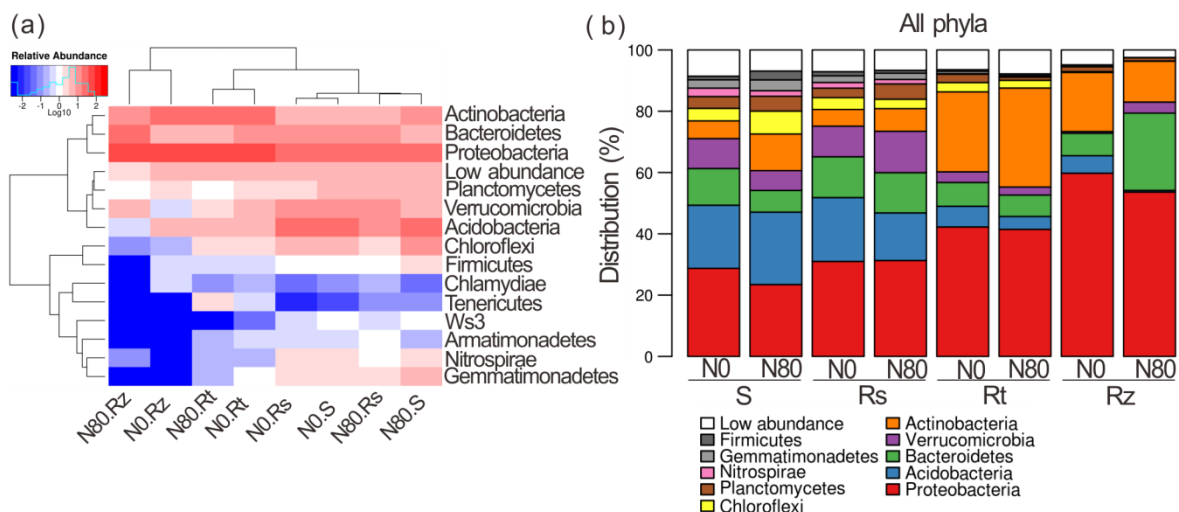 (a)
Relative Abundance
-2 -1 0 1 2
Log10
Actinobacteria
Bacteroidetes
Proteobacteria
Low abundance
Planctomycetes
Verrucomicrobia
Acidobacteria
Chloroflexi
Firmicutes
Chlamydiae
Tenericutes
Ws3
Armatimonadetes
Nitrospirae
Gemmatimonadetes
N80.Rz N0.Rz N80.Rt N0.Rt N0.Rs N0.S N80.Rs N80.S
(b)
All phyla
Distribution (%)
100
80
60
40
20
0
N0 N80 N0 N80 N0 N80 N0 N80
S Rs Rt Rz
Low abundance
Firmicutes
Gemmatimonadetes
Nitrospirae
Planctomycetes
Chloroflexi
Actinobacteria
Verrucomicrobia
Bacteroidetes
Acidobacteria
Proteobacteria